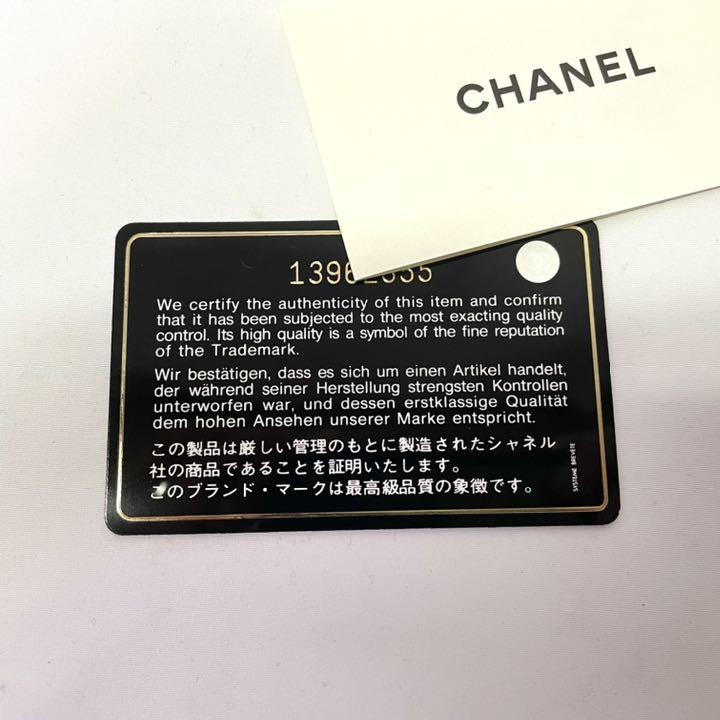 CHANEL
We certify the authenticity of this item and confirm
that it has been subjected to the most exacting quality
control. Its high quality is a symbol of the fine reputation
of the Trademark.
Wir bestätigen, dass es sich um einen Artikel handelt,
der während seiner Herstellung strengsten Kontrollen
unterworfen war, und dessen erstklassige Qualität
dem hohen Ansehen unserer Marke entspricht.
この製品は厳しい管理のもとに製造されたシャネル
社の商品であることを証明いたします。
このブランド・マークは最高級品質の象徴です。
SYSTEME BREVETE